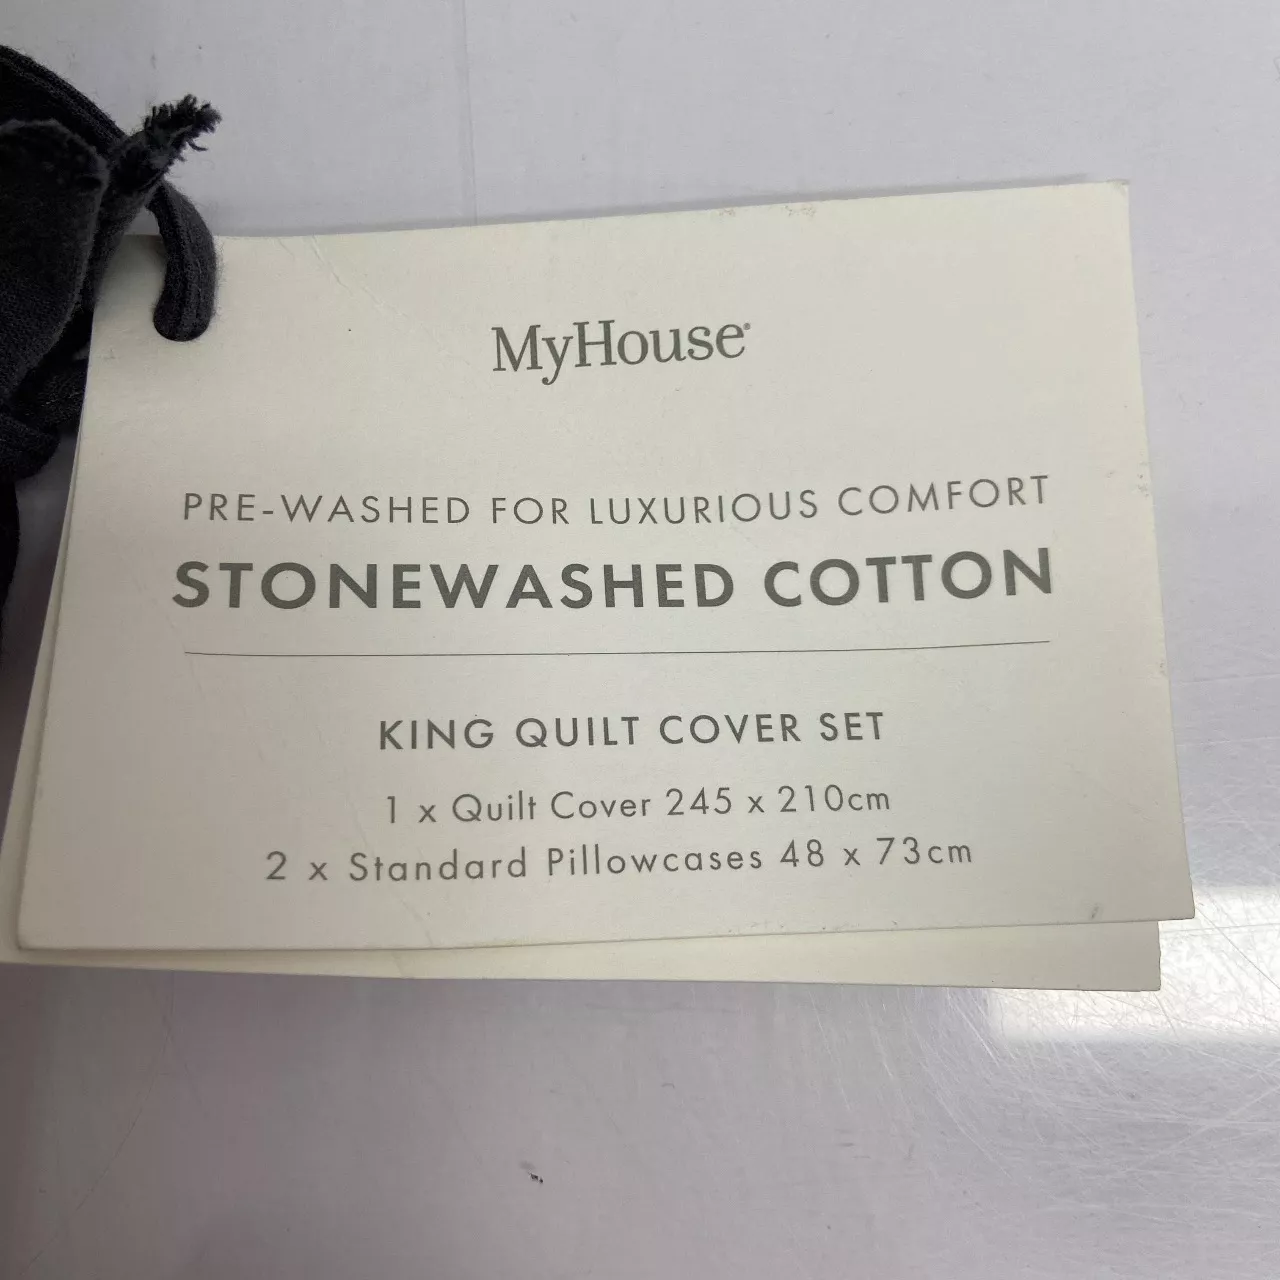 MyHouse®
PRE-WASHED FOR LUXURIOUS COMFORT
STONEWASHED COTTON
KING QUILT COVER SET
1 x Quilt Cover 245 x 210cm
2 x Standard Pillowcases 48 x 73cm